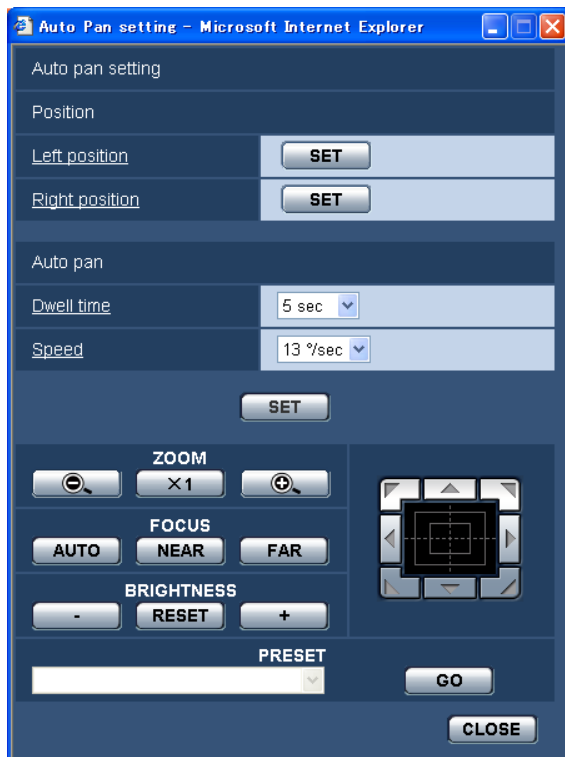 Auto Pan setting - Microsoft Internet Explorer
Auto pan setting
Position
Left position SET
Right position SET
Auto pan
Dwell time 5 sec
Speed 13 °/sec
SET
ZOOM
×1
FOCUS
AUTO NEAR FAR
BRIGHTNESS
- RESET +
PRESET
GO
CLOSE